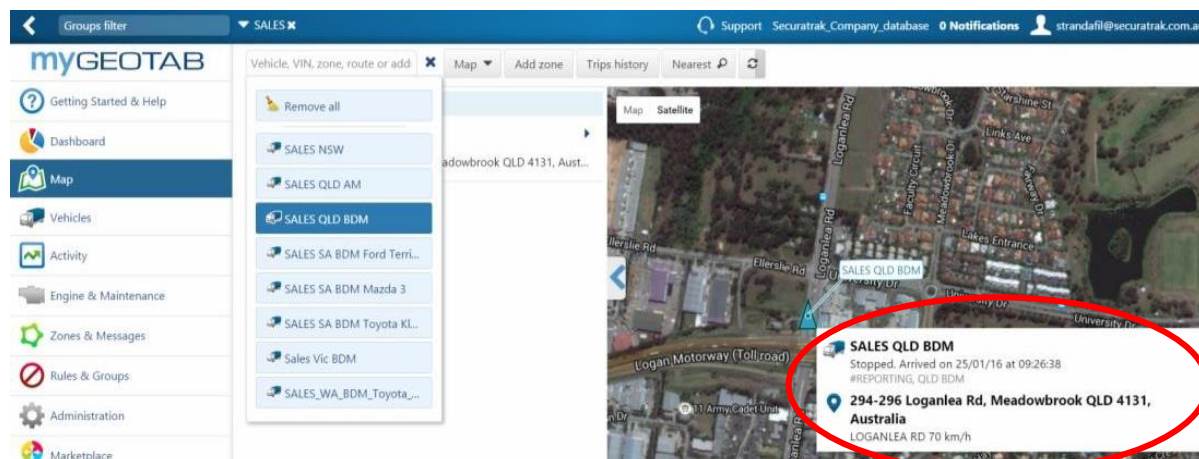 Groups filter
SALES
Support Securatrak_Company_database 0 Notifications strandafil@securatrak.com.a
myGEOTAB
Getting Started & Help
Dashboard
Map
Vehicles
Activity
Engine & Maintenance
Zones & Messages
Rules & Groups
Administration
Marketplace
Vehicle, VIN, zone, route or add
Map
Add zone
Trips history
Nearest
Remove all
SALES NSW
SALES QLD AM
SALES QLD BDM
SALES SA BDM Ford Terri...
SALES SA BDM Mazda 3
SALES SA BDM Toyota Kl...
Sales Vic BDM
SALES_WA_BDM_Toyota_...
adowbrook QLD 4131, Aust...
Map Satellite
Loganlea Rd
Links Ave
Faculty Circuit
Meadowbrook Dr
Lakes Entrance
Ellerslie Rd
Ellerslie Rd
Loganlea Rd
SALES QLD BDM
University Dr
University Dr
University Dr
Logan Motorway (Toll road)
11 Army Cadet Unit
anlea Rd
SALES QLD BDM
Stopped. Arrived on 25/01/16 at 09:26:38
#REPORTING, QLD BDM
294-296 Loganlea Rd, Meadowbrook QLD 4131,
Australia
LOGANLEA RD 70 km/h